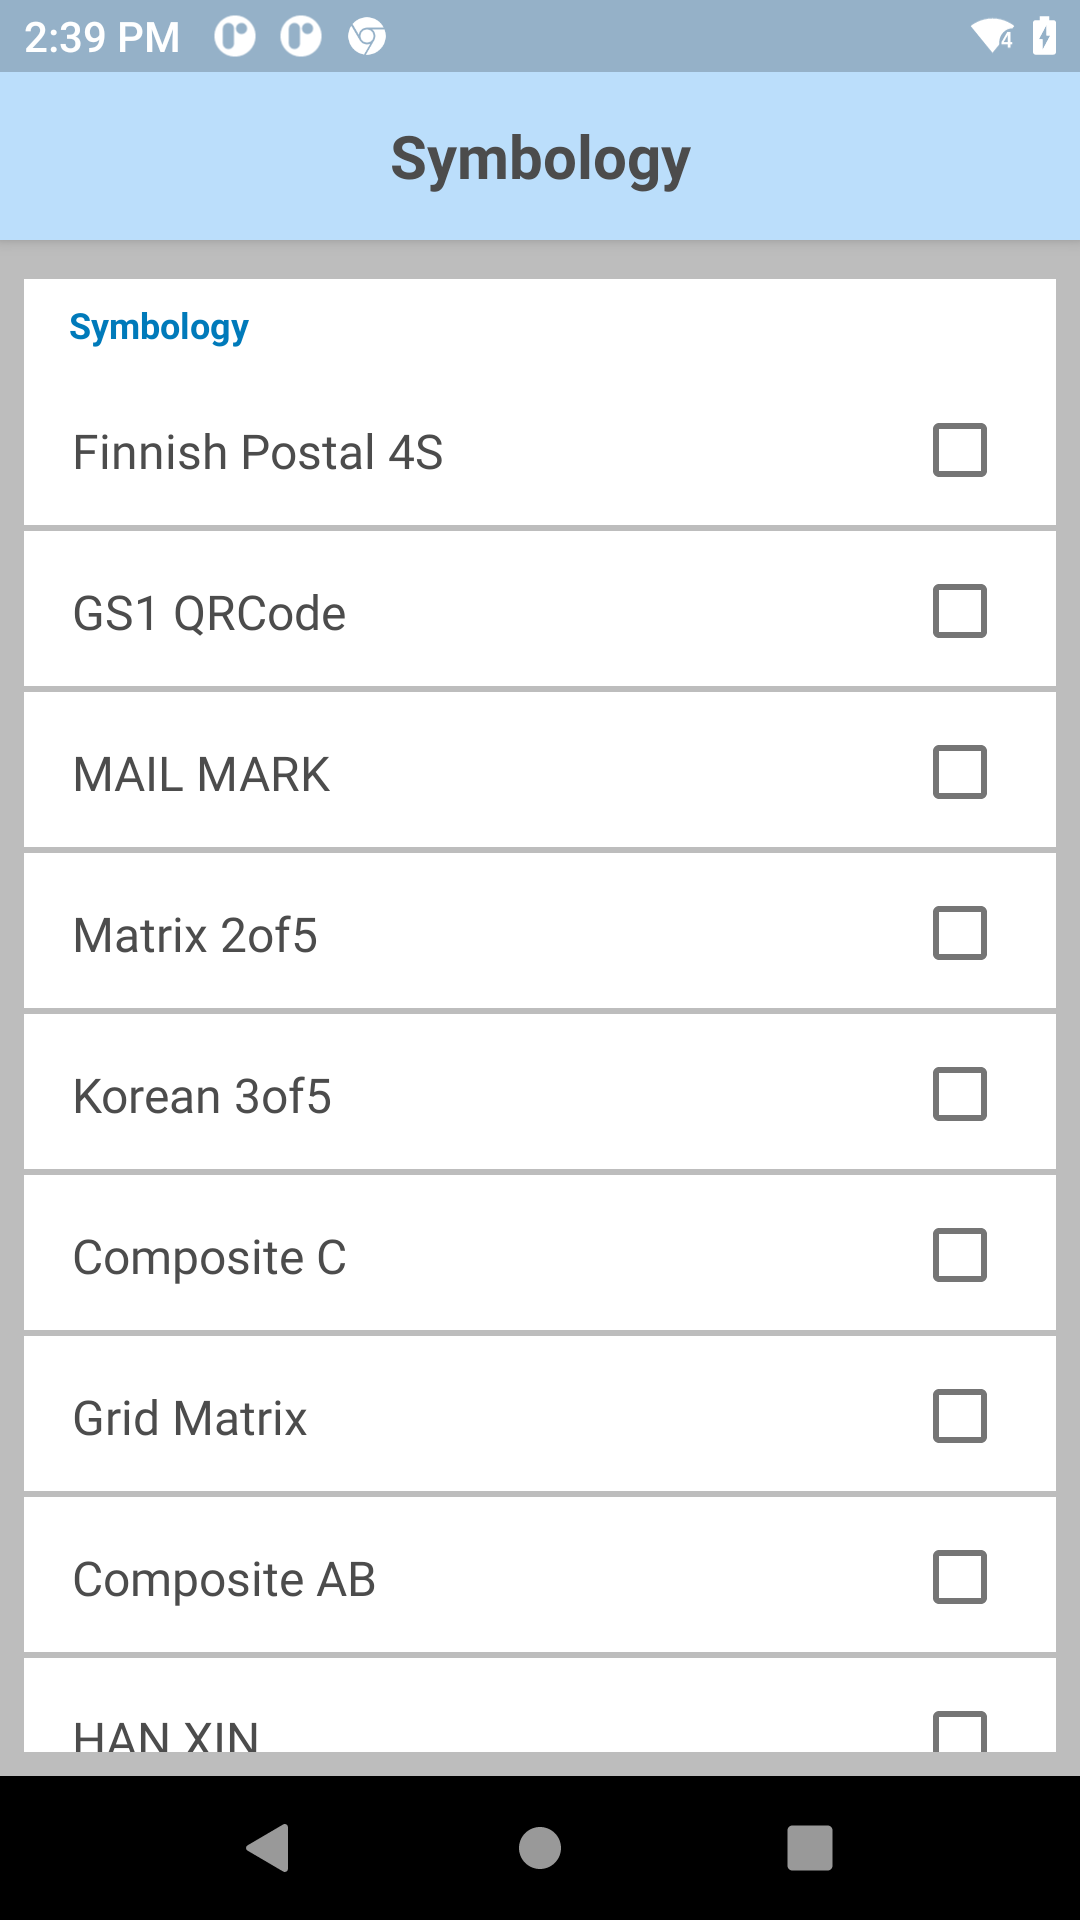 2:39 PM
4
Symbology
Symbology
Finnish Postal 4S
GS1 QRCode
MAIL MARK
Matrix 2of5
Korean 3of5
Composite C
Grid Matrix
Composite AB
HAN XIN